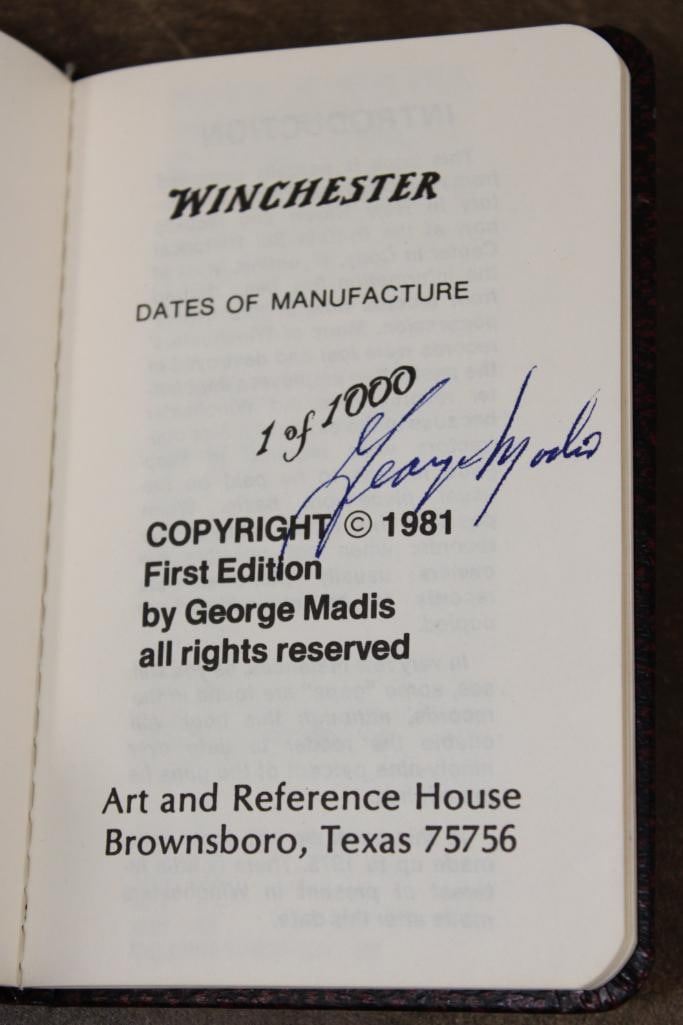 WINCHESTER
DATES OF MANUFACTURE
1 of 1000
George Madis
COPYRIGHT © 1981
First Edition
by George Madis
all rights reserved
Art and Reference House
Brownsboro, Texas 75756